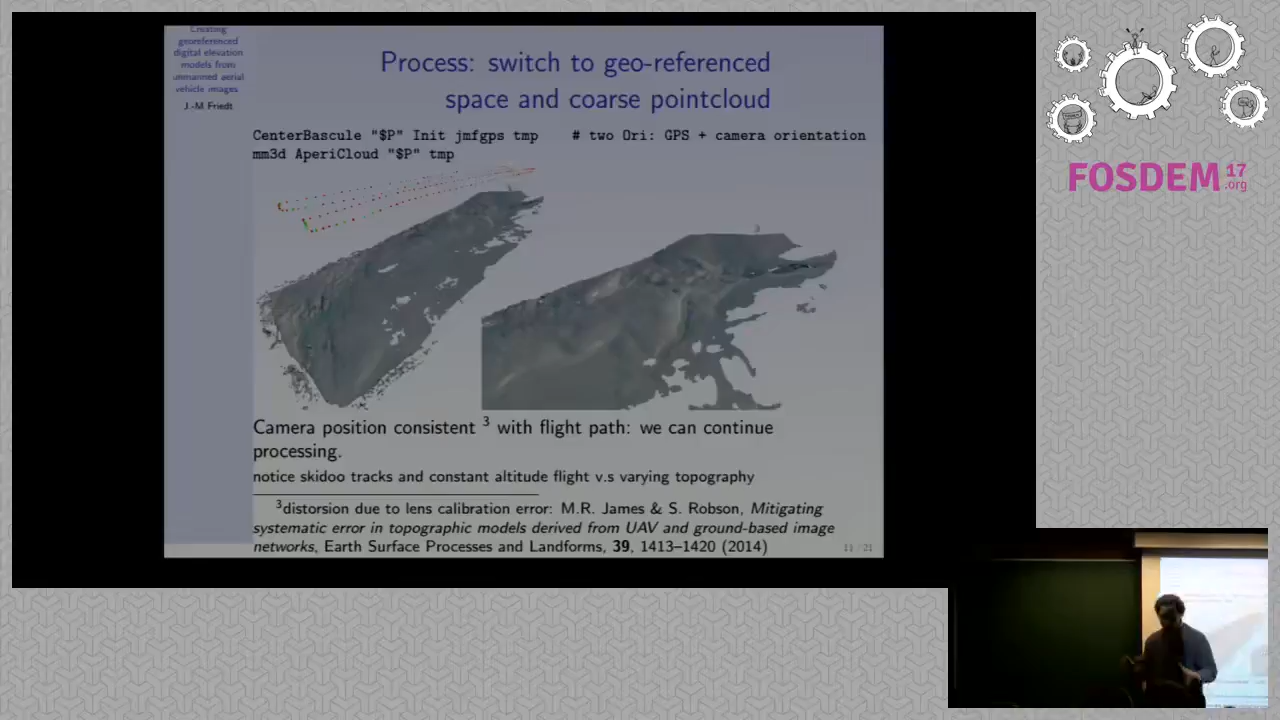 Creating
georeferenced
digital elevation
models from
unmanned aerial
vehicle images
J.-M. Friedt
Process: switch to geo-referenced
space and coarse pointcloud
CenterBascule "$P" Init jmfgps tmp # two Ori: GPS + camera orientation
mm3d AperiCloud "$P" tmp
Camera position consistent 3 with flight path: we can continue
processing.
notice skidoo tracks and constant altitude flight v.s varying topography
3distorsion due to lens calibration error: M.R. James & S. Robson, Mitigating
systematic error in topographic models derived from UAV and ground-based image
networks, Earth Surface Processes and Landforms, 39, 1413–1420 (2014)
11 / 21
FOSDEM 17
.org